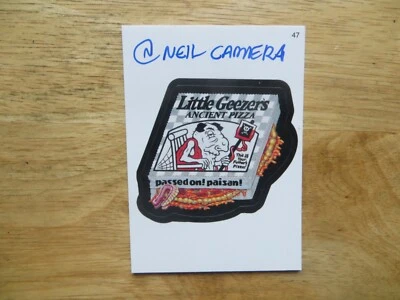 47
@ NEIL CAMERA
Little Geezers
ANCIENT PIZZA
passed on! paisan!